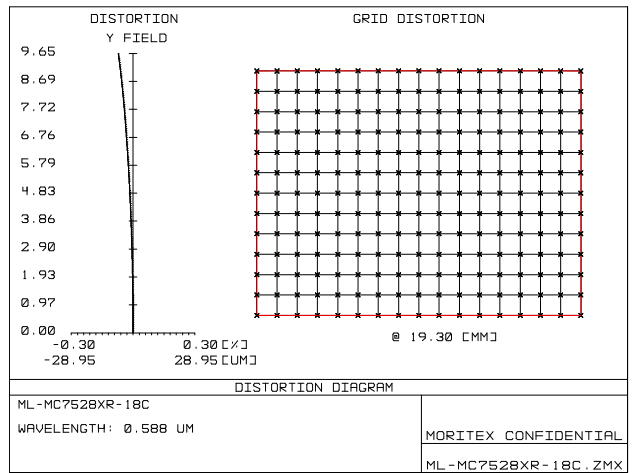 DISTORTION
Y FIELD
9.65
8.69
7.72
6.76
5.79
4.83
3.86
2.90
1.93
0.97
0.00
-0.30 0.30[%]
-28.95 28.95[UM]
GRID DISTORTION
@ 19.30 [MM]
DISTORTION DIAGRAM
ML-MC7528XR-18C
WAVELENGTH: 0.588 UM
MORITEX CONFIDENTIAL
ML-MC7528XR-18C.ZMX